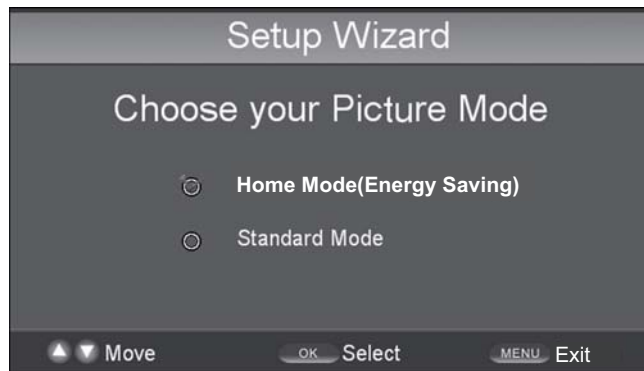 Setup Wizard
Choose your Picture Mode
Home Mode(Energy Saving)
Standard Mode
Move OK Select MENU Exit